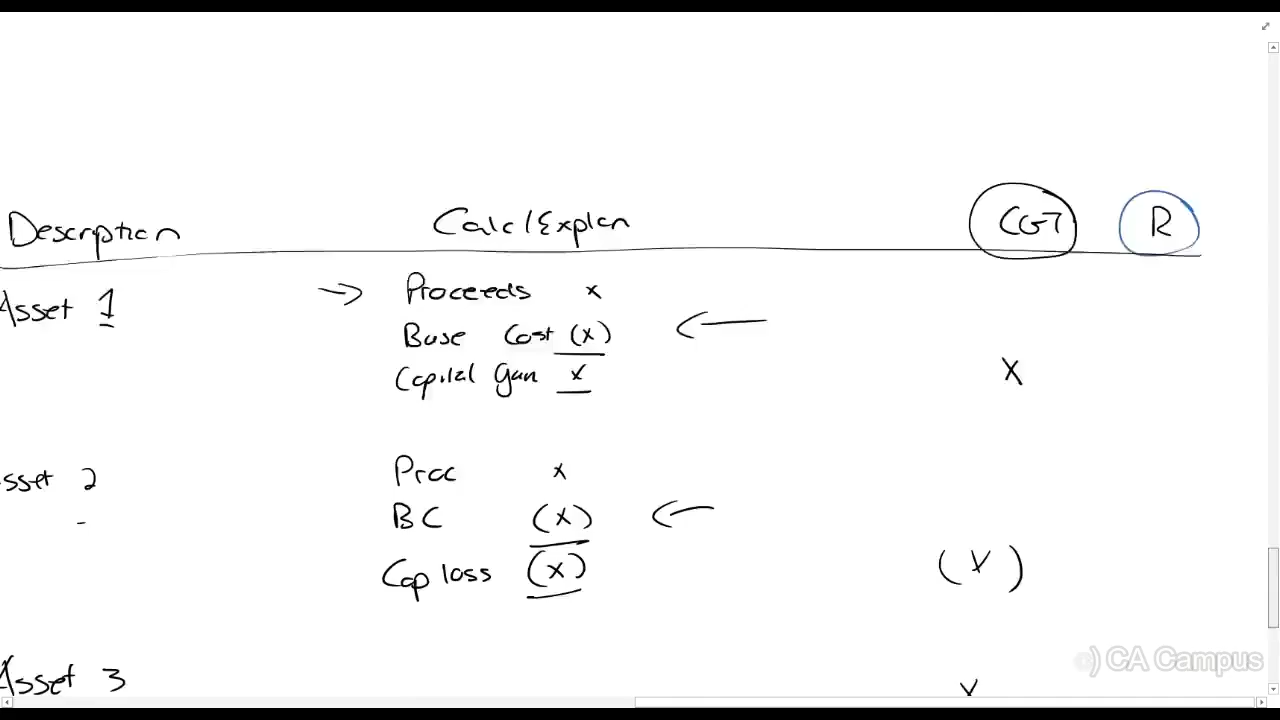 Description Calc/Explan CGT R
Asset 1 → Proceeds x
Base Cost (x) ←
Capital Gain x X
sset 2 Proc x
BC (x) ←
Cap loss (x) (x)
Asset 3 x
CA Campus